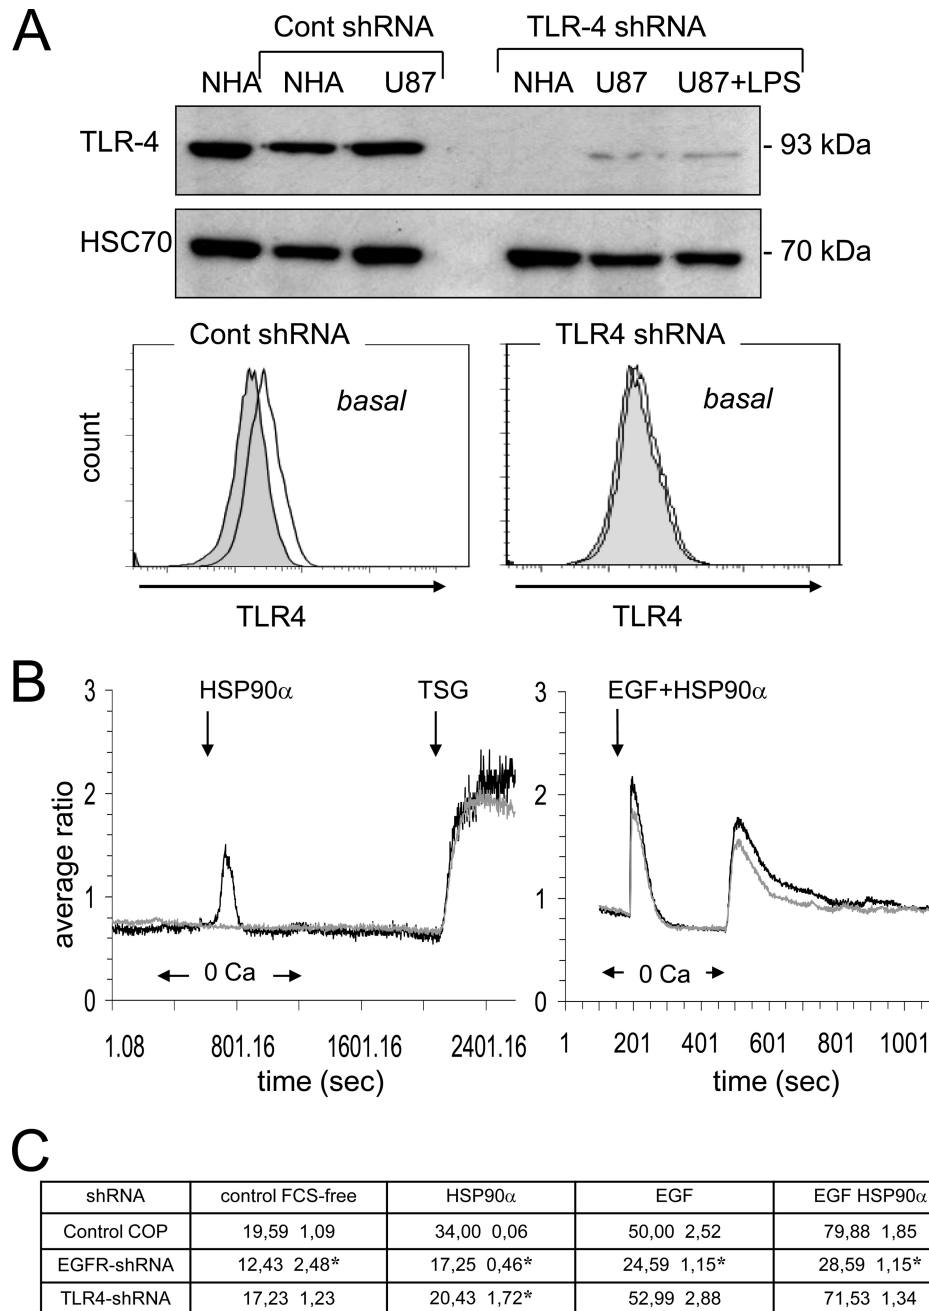 A
Cont shRNA TLR-4 shRNA
NHA NHA U87 NHA U87 U87+LPS
TLR-4 - 93 kDa
HSC70 - 70 kDa
Cont shRNA TLR4 shRNA
basal basal
count
TLR4 TLR4
B
HSP90α TSG EGF+HSP90α
3 3
2 2
1 1
0 0
average ratio
0 Ca 0 Ca
1.08 801.16 1601.16 2401.16 1 201 401 601 801 1001
time (sec) time (sec)
C
shRNA control FCS-free HSP90α EGF EGF HSP90α
Control COP 19,59 1,09 34,00 0,06 50,00 2,52 79,88 1,85
EGFR-shRNA 12,43 2,48* 17,25 0,46* 24,59 1,15* 28,59 1,15*
TLR4-shRNA 17,23 1,23 20,43 1,72* 52,99 2,88 71,53 1,34